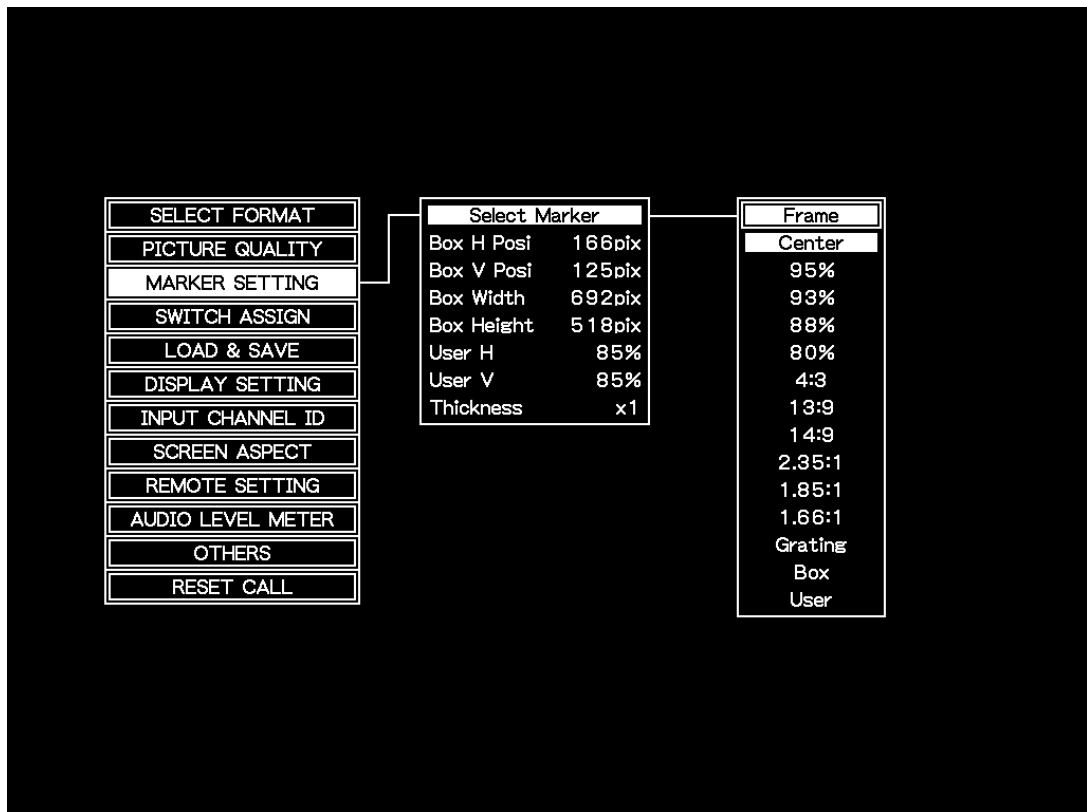 SELECT FORMAT
PICTURE QUALITY
MARKER SETTING
SWITCH ASSIGN
LOAD & SAVE
DISPLAY SETTING
INPUT CHANNEL ID
SCREEN ASPECT
REMOTE SETTING
AUDIO LEVEL METER
OTHERS
RESET CALL
Select Marker
Box H Posi 166pix
Box V Posi 125pix
Box Width 692pix
Box Height 518pix
User H 85%
User V 85%
Thickness x1
Frame
Center
95%
93%
88%
80%
4:3
13:9
14:9
2.35:1
1.85:1
1.66:1
Grating
Box
User